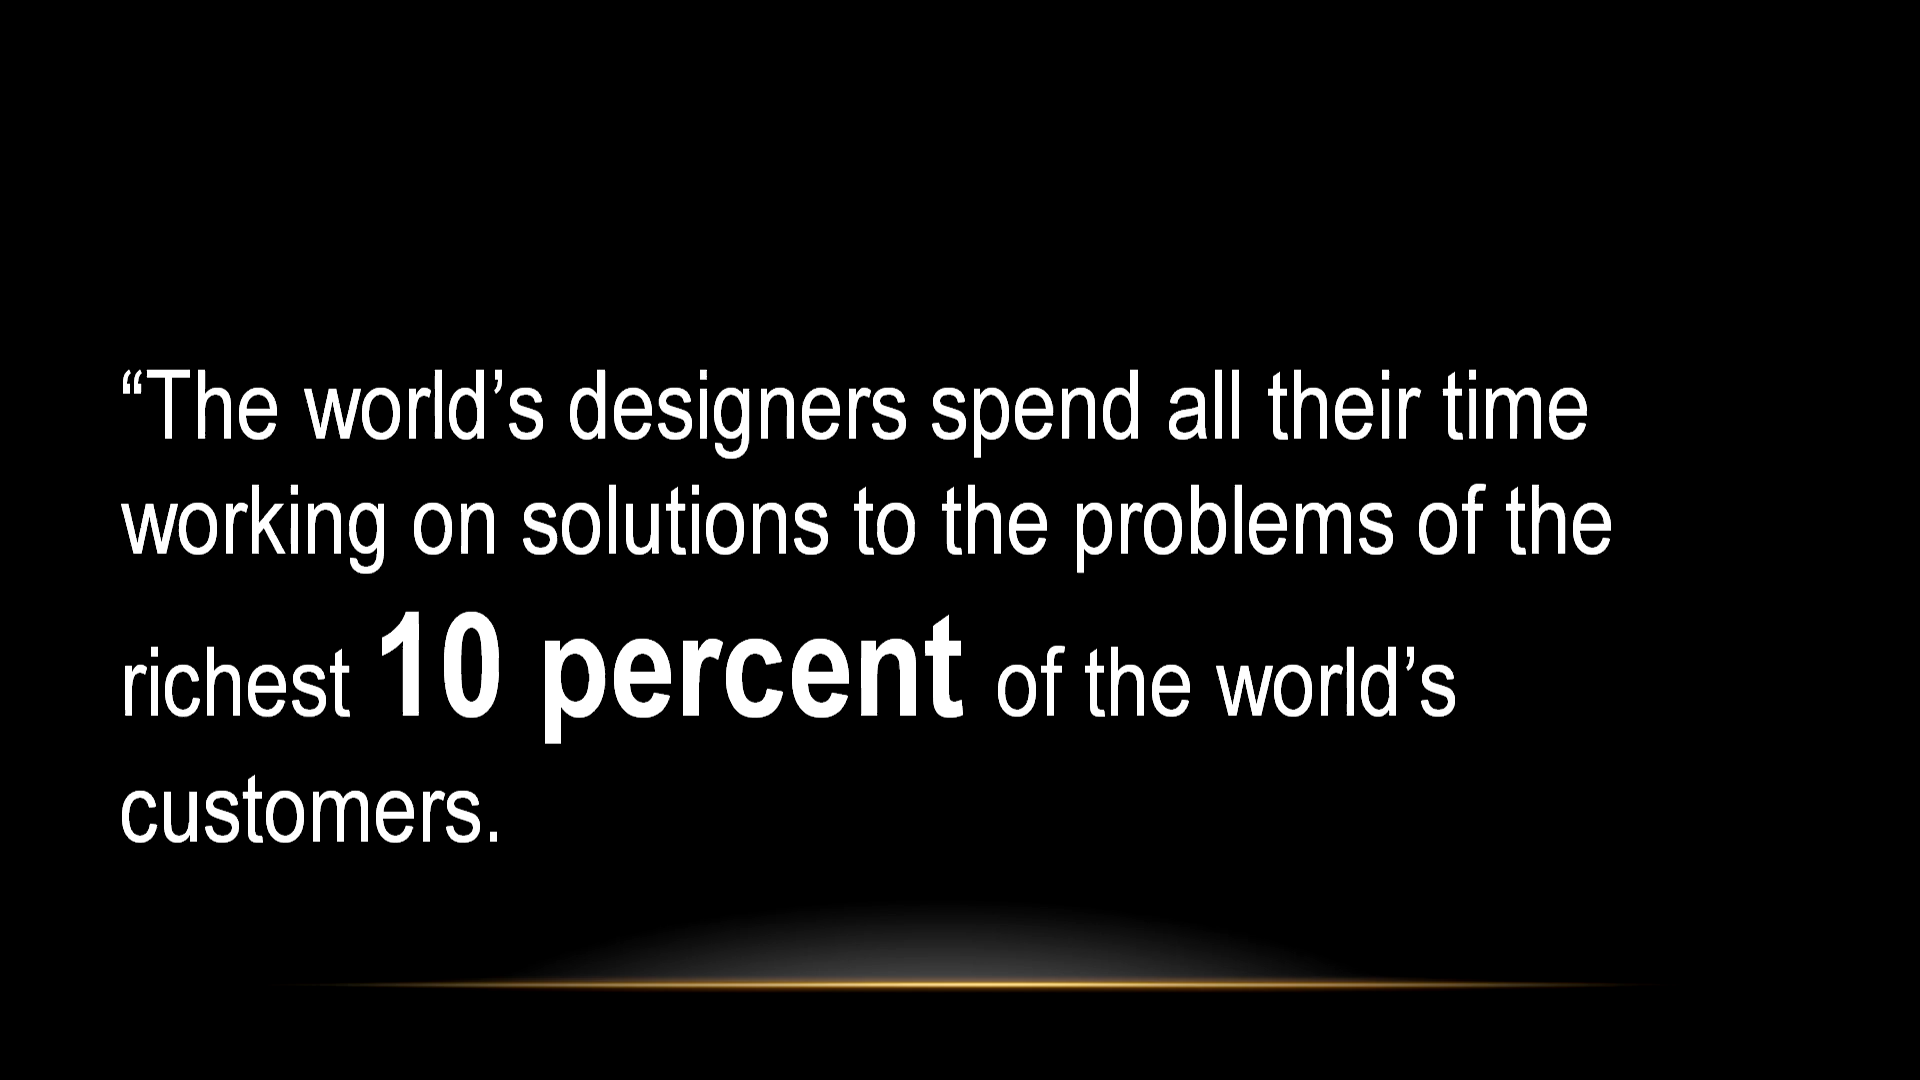 “The world’s designers spend all their time
working on solutions to the problems of the
richest 10 percent of the world’s
customers.